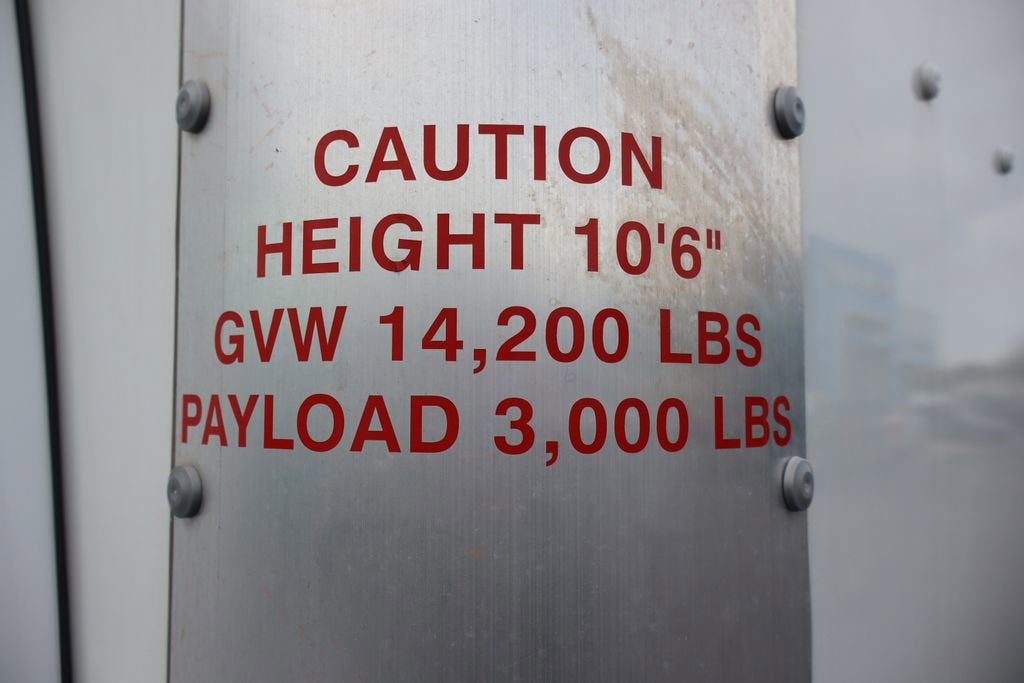 CAUTION
HEIGHT 10'6"
GVW 14,200 LBS
PAYLOAD 3,000 LBS